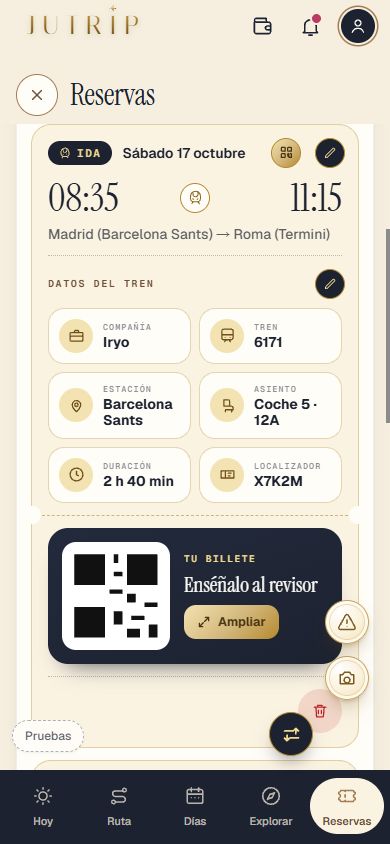 JUTRIP
Reservas
IDA
Sábado 17 octubre
08:35
11:15
Madrid (Barcelona Sants) → Roma (Termini)
DATOS DEL TREN
COMPAÑÍA
Iryo
TREN
6171
ESTACIÓN
Barcelona
Sants
ASIENTO
Coche 5 ·
12A
DURACIÓN
2 h 40 min
LOCALIZADOR
X7K2M
TU BILLETE
Enséñalo al revisor
Ampliar
Pruebas
Hoy
Ruta
Días
Explorar
Reservas